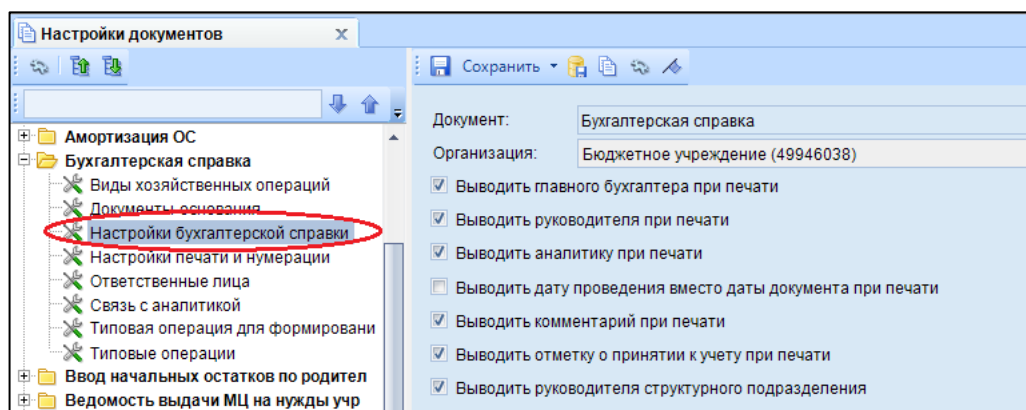 Настройки документов
Сохранить
Амортизация ОС
Бухгалтерская справка
Виды хозяйственных операций
Документы-основания
Настройки бухгалтерской справки
Настройки печати и нумерации
Ответственные лица
Связь с аналитикой
Типовая операция для формировани
Типовые операции
Ввод начальных остатков по родител
Ведомость выдачи МЦ на нужды учр
Документ: Бухгалтерская справка
Организация: Бюджетное учреждение (49946038)
Выводить главного бухгалтера при печати
Выводить руководителя при печати
Выводить аналитику при печати
Выводить дату проведения вместо даты документа при печати
Выводить комментарий при печати
Выводить отметку о принятии к учету при печати
Выводить руководителя структурного подразделения